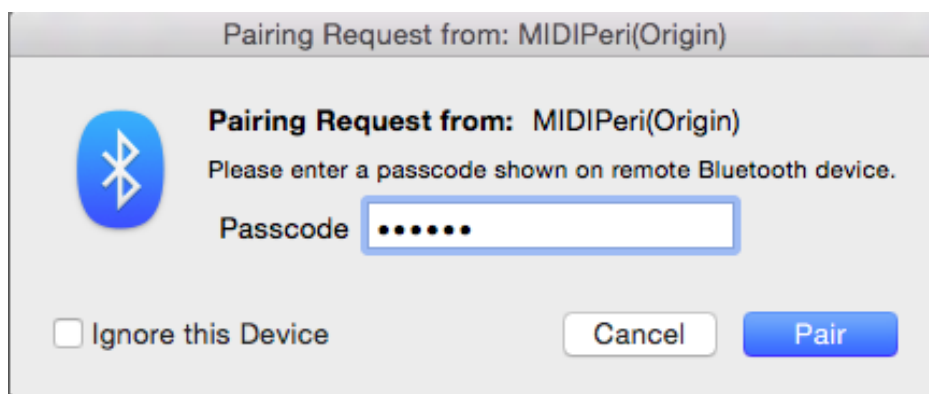 Pairing Request from: MIDIPeri(Origin)
Pairing Request from: MIDIPeri(Origin)
Please enter a passcode shown on remote Bluetooth device.
Passcode ••••••
Ignore this Device Cancel Pair